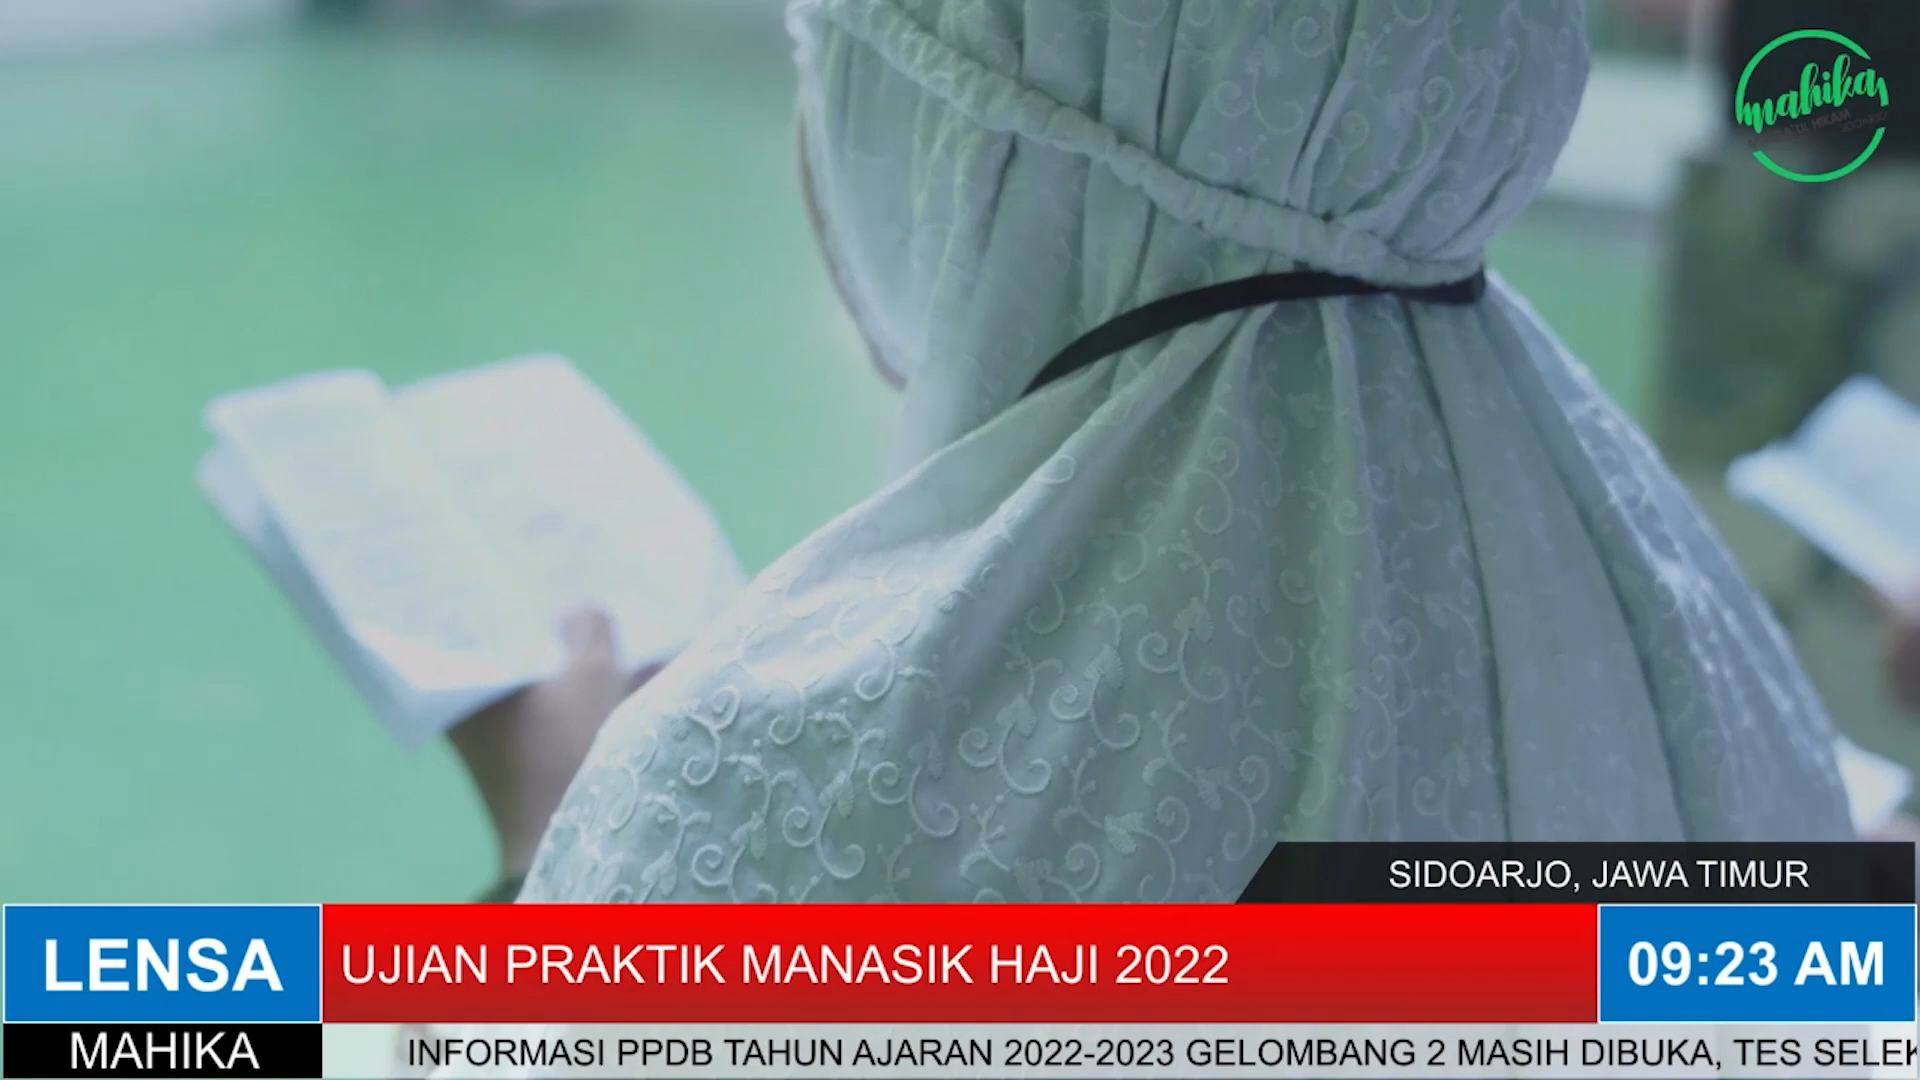 mahika
HIKAM
SIDOARJO, JAWA TIMUR
LENSA
UJIAN PRAKTIK MANASIK HAJI 2022
09:23 AM
MAHIKA
INFORMASI PPDB TAHUN AJARAN 2022-2023 GELOMBANG 2 MASIH DIBUKA, TES SELEK